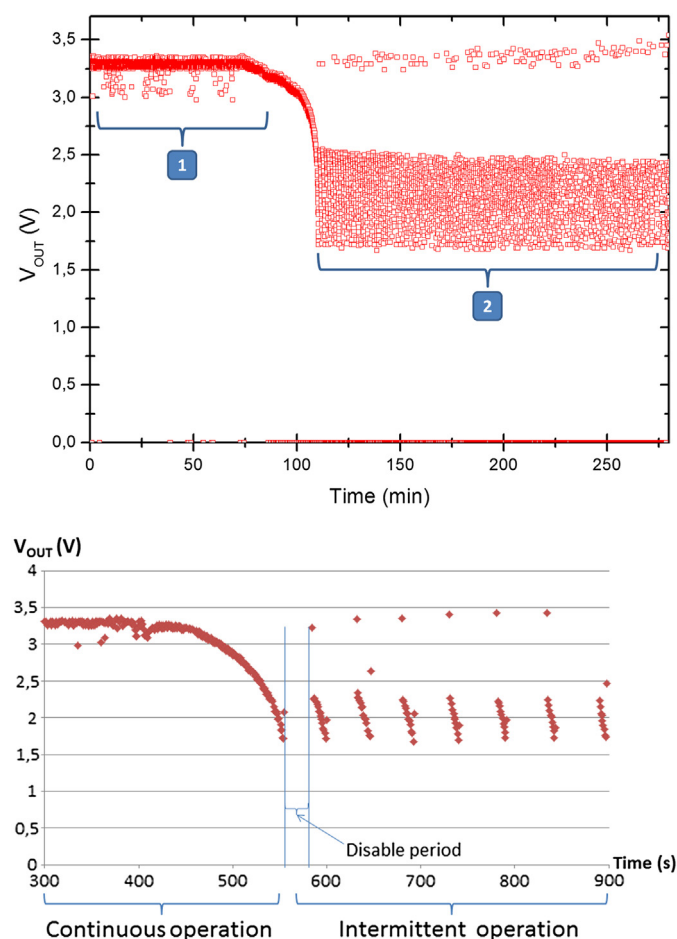 3,5
3,0
2,5
2,0
1,5
1,0
0,5
0,0
V_OUT (V)
1
2
0 50 100 150 200 250
Time (min)
V_OUT (V)
4
3,5
3
2,5
2
1,5
1
0,5
0
Disable period
Time (s)
300 400 500 600 700 800 900
Continuous operation Intermittent operation